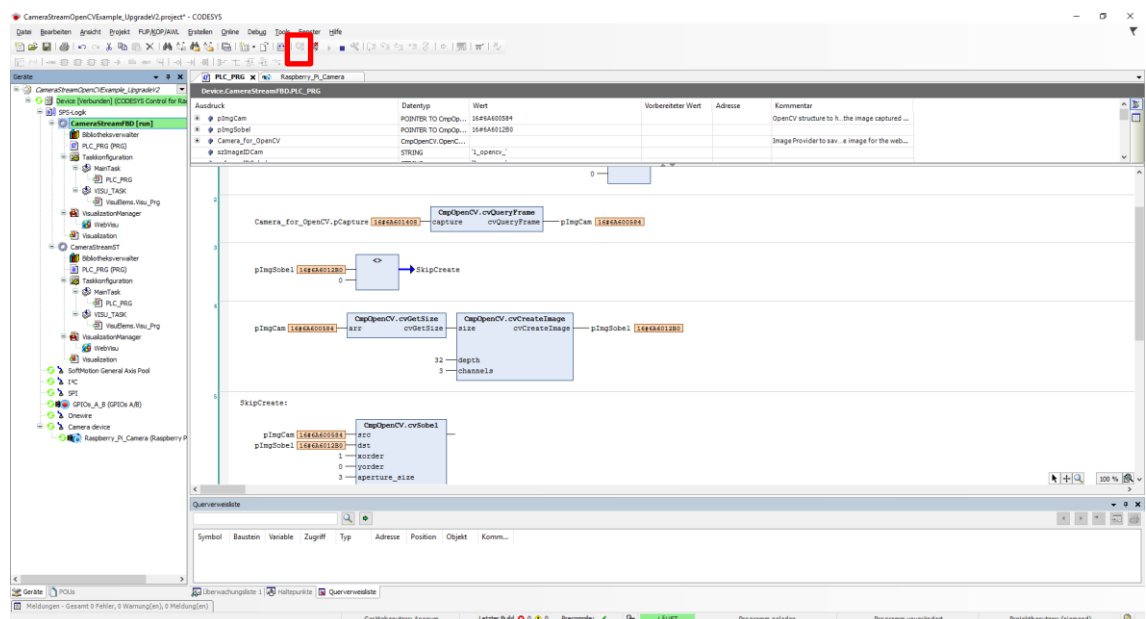 CameraStreamOpenCVExample_UpgradeV2.project* - CODESYS
Datei Bearbeiten Ansicht Projekt FUP/KOP/AWL Erstellen Online Debug Tools Fenster Hilfe
Geräte
CameraStreamOpenCVExample_UpgradeV2
Device [Verbunden] (CODESYS Control for Ra
SPS-Logik
CameraStreamFBD [run]
Bibliotheksverwalter
PLC_PRG (PRG)
Taskkonfiguration
MainTask
PLC_PRG
VISU_TASK
VisuElems.Visu_Prg
VisualizationManager
WebVisu
Visualization
CameraStreamST
Bibliotheksverwalter
PLC_PRG (PRG)
Taskkonfiguration
MainTask
PLC_PRG
VISU_TASK
VisuElems.Visu_Prg
VisualizationManager
WebVisu
Visualization
SoftMotion General Axis Pool
I²C
SPI
GPIOs_A_B (GPIOs A/B)
Onewire
Camera device
Raspberry_Pi_Camera (Raspberry P
Geräte POUs
PLC_PRG Raspberry_Pi_Camera
Device.CameraStreamFBD.PLC_PRG
Ausdruck Datentyp Wert Vorbereiteter Wert Adresse Kommentar
pImgCam POINTER TO CmpOp... 16#6A600584 OpenCV structure to h...the image captured ...
pImgSobel POINTER TO CmpOp... 16#6A6012B0
Camera_for_OpenCV CmpOpenCV.OpenC... Image Provider to sav...e image for the web...
szImageIDCam STRING '1_opencv_'
0
2
CmpOpenCV.cvQueryFrame
Camera_for_OpenCV.pCapture 16#6A601408 capture cvQueryFrame pImgCam 16#6A600584
3
<>
pImgSobel 16#6A6012B0 SkipCreate
0
4
CmpOpenCV.cvGetSize CmpOpenCV.cvCreateImage
pImgCam 16#6A600584 arr cvGetSize size cvCreateImage pImgSobel 16#6A6012B0
32 depth
3 channels
5
SkipCreate:
CmpOpenCV.cvSobel
pImgCam 16#6A600584 src
pImgSobel 16#6A6012B0 dst
1 xorder
0 yorder
3 aperture_size
100 %
Querverweisliste
Symbol Baustein Variable Zugriff Typ Adresse Position Objekt Komm...
Überwachungsliste 1 Haltepunkte Querverweisliste
Meldungen - Gesamt 0 Fehler, 0 Warnung(en), 0 Meldung(en)